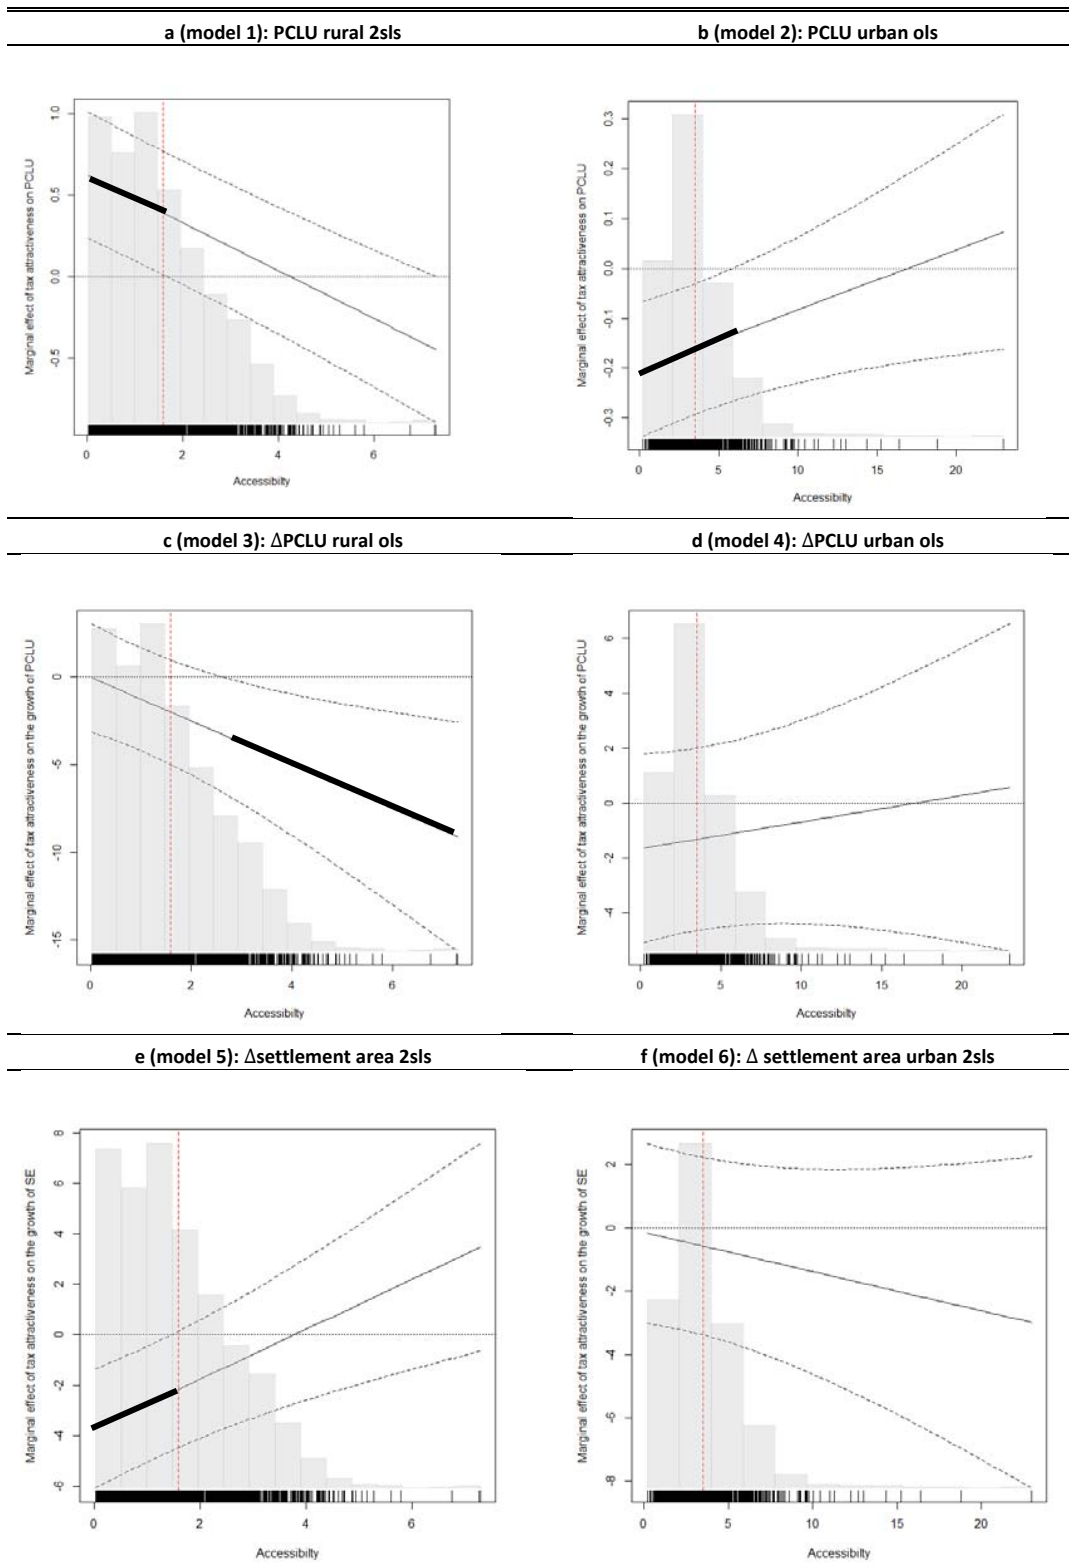 a (model 1): PCLU rural 2sls
b (model 2): PCLU urban ols
Marginal effect of tax attractiveness on PCLU
1.0
0.5
0.0
-0.5
0 2 4 6
Accessibilty
Marginal effect of tax attractiveness on PCLU
0.3
0.2
0.1
0.0
-0.1
-0.2
-0.3
0 5 10 15 20
Accessibilty
c (model 3): ΔPCLU rural ols
d (model 4): ΔPCLU urban ols
Marginal effect of tax attractiveness on the growth of PCLU
0
-5
-10
-15
0 2 4 6
Accessibilty
Marginal effect of tax attractiveness on the growth of PCLU
6
4
2
0
-2
-4
0 5 10 15 20
Accessibilty
e (model 5): Δsettlement area 2sls
f (model 6): Δ settlement area urban 2sls
Marginal effect of tax attractiveness on the growth of SE
8
6
4
2
0
-2
-4
-6
0 2 4 6
Accessibilty
Marginal effect of tax attractiveness on the growth of SE
2
0
-2
-4
-6
-8
0 5 10 15 20
Accessibilty